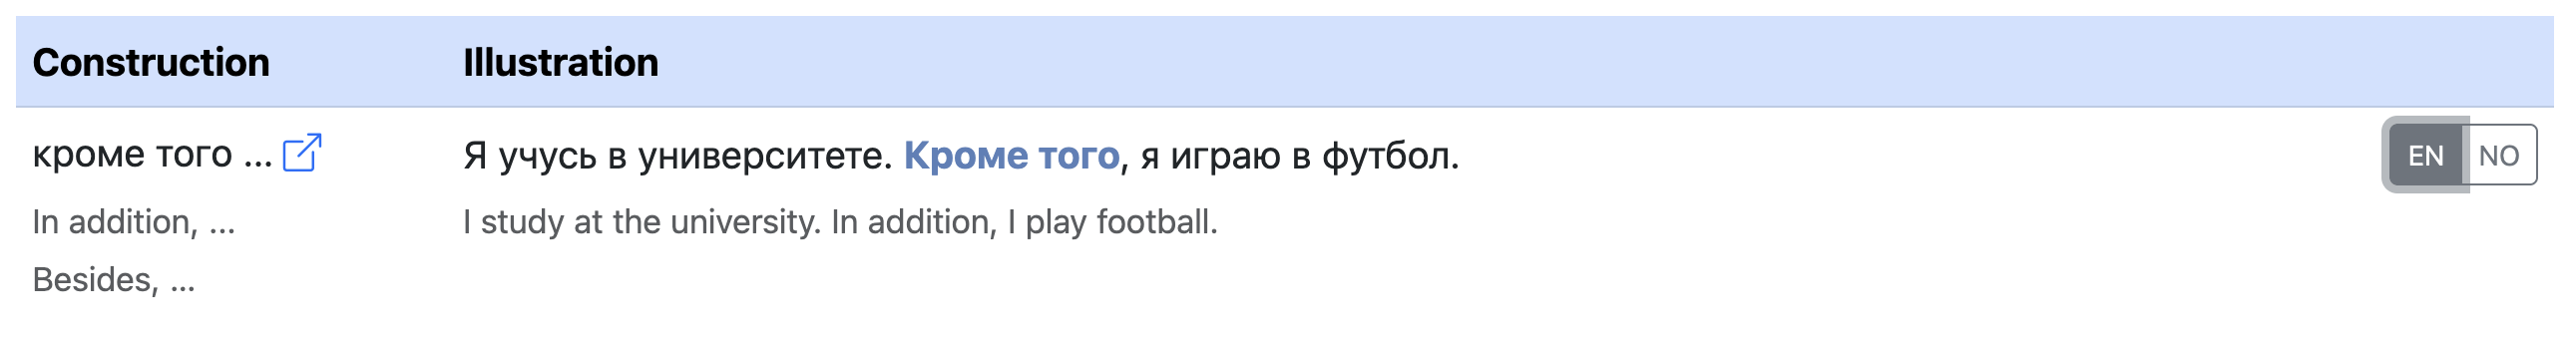 Construction Illustration
кроме того ... Я учусь в университете. Кроме того, я играю в футбол. EN NO
In addition, ... I study at the university. In addition, I play football.
Besides, ...